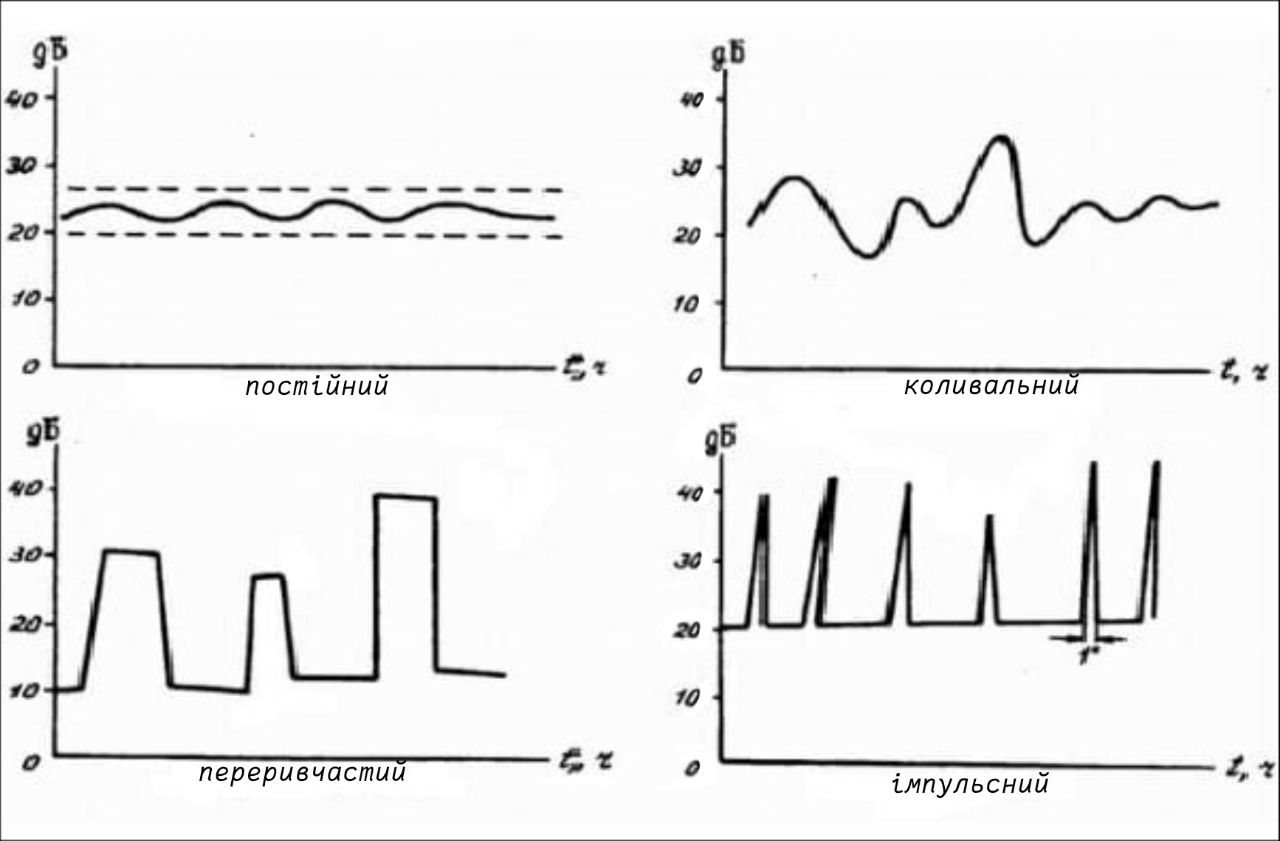 дБ
40
30
20
10
0
t, ч
постійний
дБ
40
30
20
10
0
t, ч
коливальний
дБ
40
30
20
10
0
t, ч
переривчастий
дБ
40
30
20
10
0
1"
t, ч
імпульсний